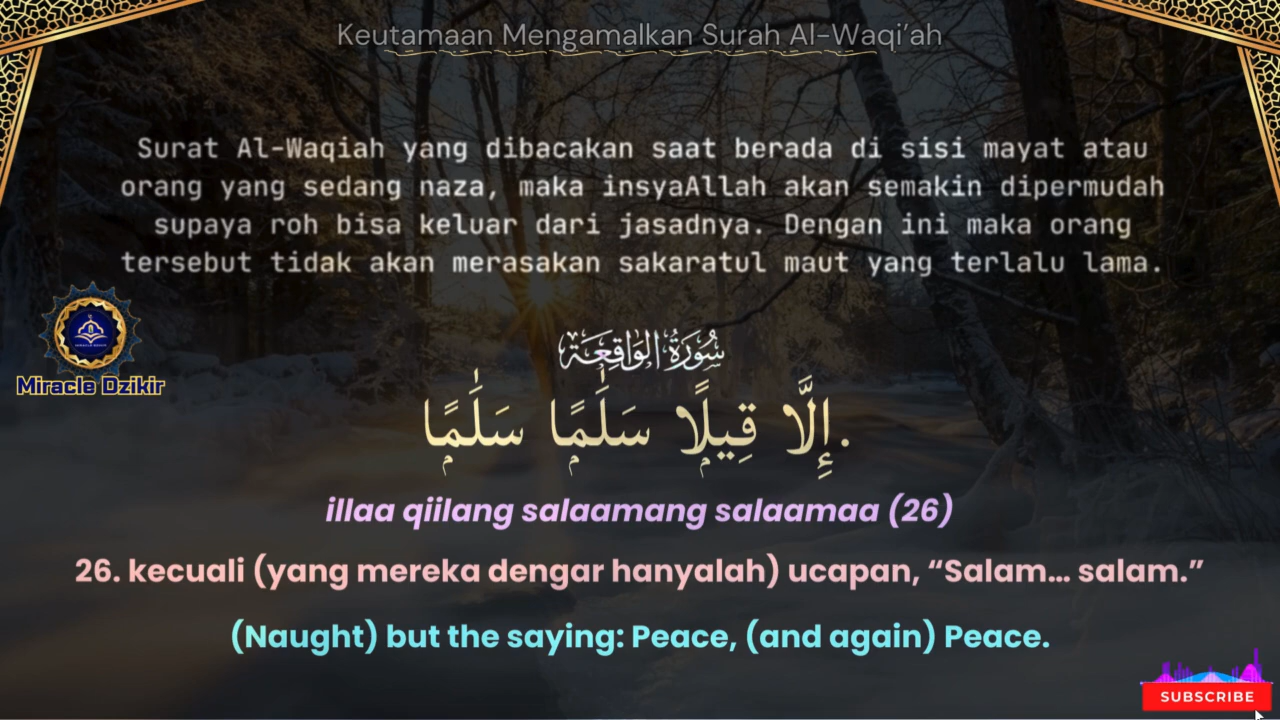 Keutamaan Mengamalkan Surah Al-Waqi’ah
Surat Al-Waqiah yang dibacakan saat berada di sisi mayat atau
orang yang sedang naza, maka insyaAllah akan semakin dipermudah
supaya roh bisa keluar dari jasadnya. Dengan ini maka orang
tersebut tidak akan merasakan sakaratul maut yang terlalu lama.
Miracle Dzikir
سُورَةُ الوَاقِعَة
إِلَّا قِيلًۭا سَلَٰمًۭا سَلَٰمًۭا.
illaa qiilang salaamang salaamaa (26)
26. kecuali (yang mereka dengar hanyalah) ucapan, “Salam… salam.”
(Naught) but the saying: Peace, (and again) Peace.
SUBSCRIBE